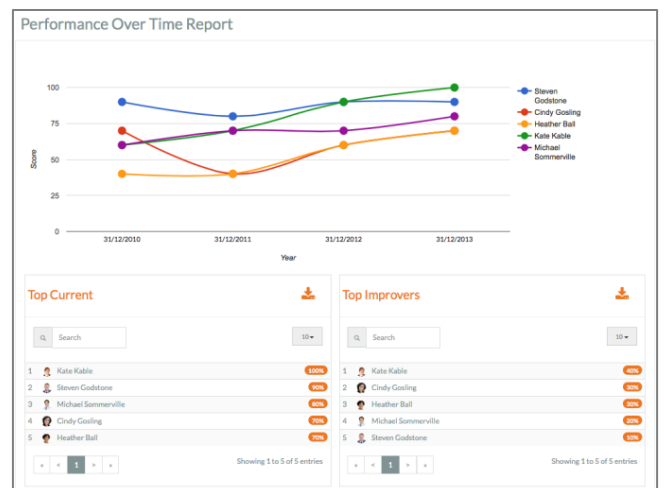 Performance Over Time Report
100
75
50
25
0
Score
31/12/2010 31/12/2011 31/12/2012 31/12/2013
Year
Steven
Godstone
Cindy Gosling
Heather Ball
Kate Kable
Michael
Sommerville
Top Current
Search 10
1 Kate Kable 100%
2 Steven Godstone 90%
3 Michael Sommerville 80%
4 Cindy Gosling 70%
5 Heather Ball 70%
« < 1 > » Showing 1 to 5 of 5 entries
Top Improvers
Search 10
1 Kate Kable 40%
2 Cindy Gosling 30%
3 Heather Ball 30%
4 Michael Sommerville 20%
5 Steven Godstone
« < 1 > » Showing 1 to 5 of 5 entries